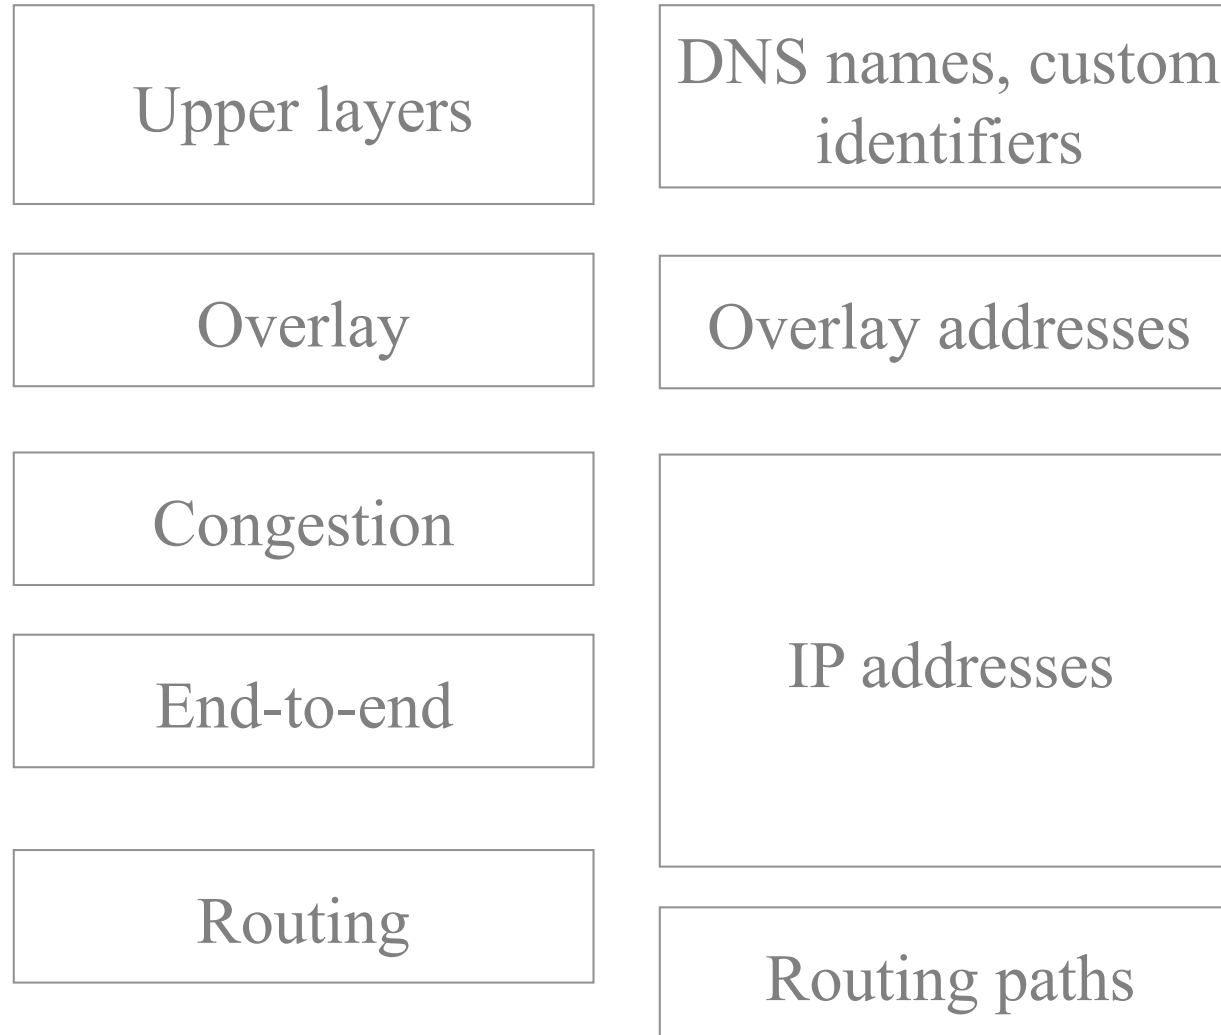 Upper layers
DNS names, custom
identifiers
Overlay
Overlay addresses
Congestion
End-to-end
IP addresses
Routing
Routing paths